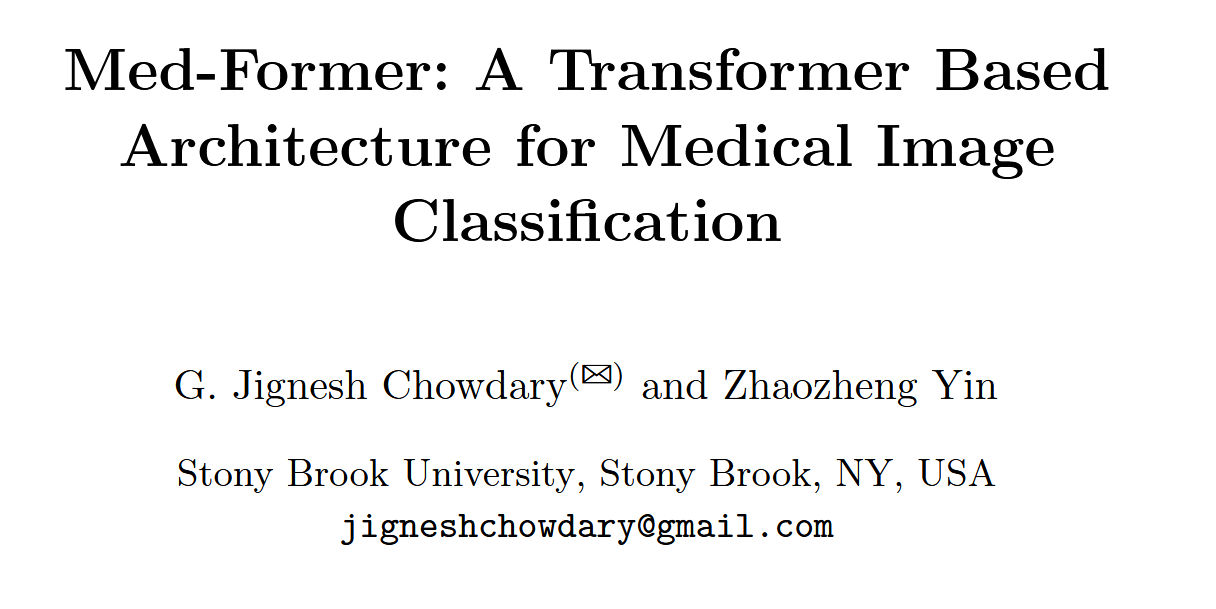 Med-Former: A Transformer Based
Architecture for Medical Image
Classification
G. Jignesh Chowdary(✉) and Zhaozheng Yin
Stony Brook University, Stony Brook, NY, USA
jigneshchowdary@gmail.com